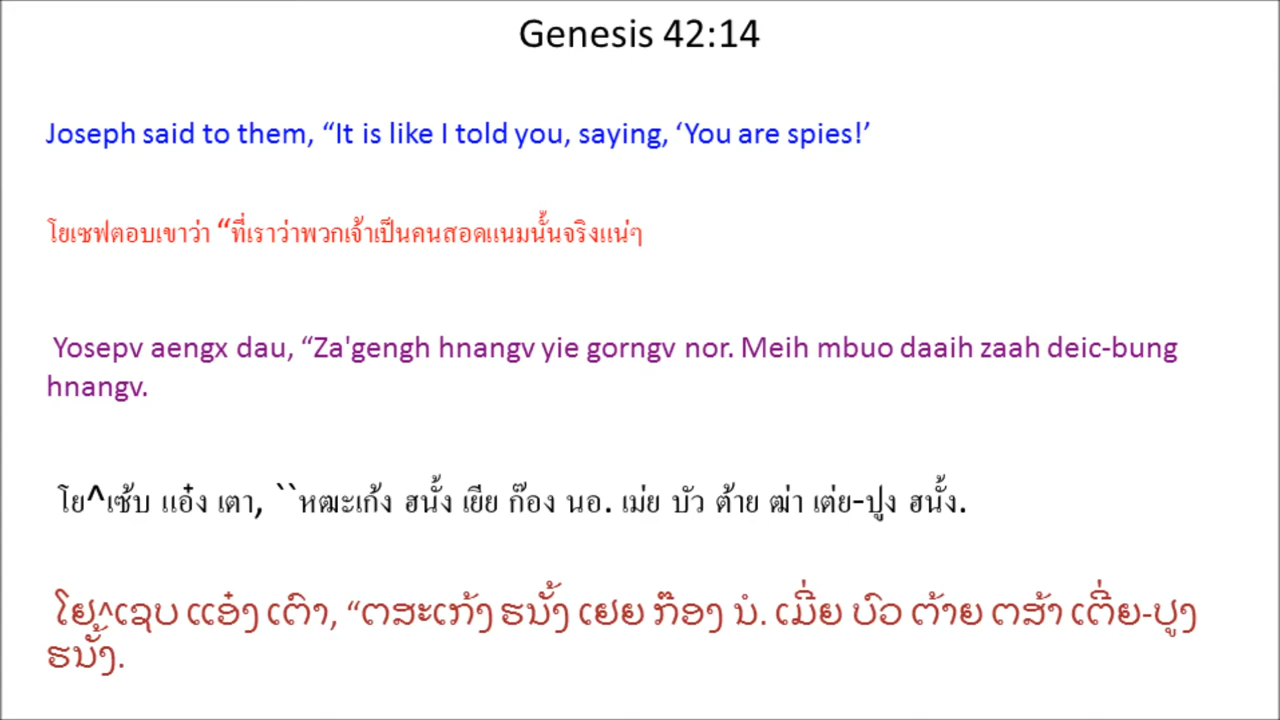 Genesis 42:14
Joseph said to them, “It is like I told you, saying, ‘You are spies!’
โยเซฟตอบเขาว่า “ที่เราว่าพวกเจ้าเป็นคนสอดแนมนั้นจริงแน่ๆ
Yosepv aengx dau, “Za'gengh hnangv yie gorngv nor. Meih mbuo daaih zaah deic-bung
hnangv.
โย^เซ้บ แอ๋ง เตา, ``หฒะเก้ง ฮนั้ง เยีย ก๊อง นอ. เม่ย บัว ต้าย ฒ่า เต่ย-ปูง ฮนั้ง.
ໂຢ^ເຊບ ແອ໋ງ ເຕົາ, “ຕສະເກ້ງ ຮນັ້ງ ເຢຍ ກ໊ອງ ນໍ. ເມີ່ຍ ບົວ ຕ້າຍ ຕສ້າ ເຕີ່ຍ-ປູງ
ຮນັ້ງ.